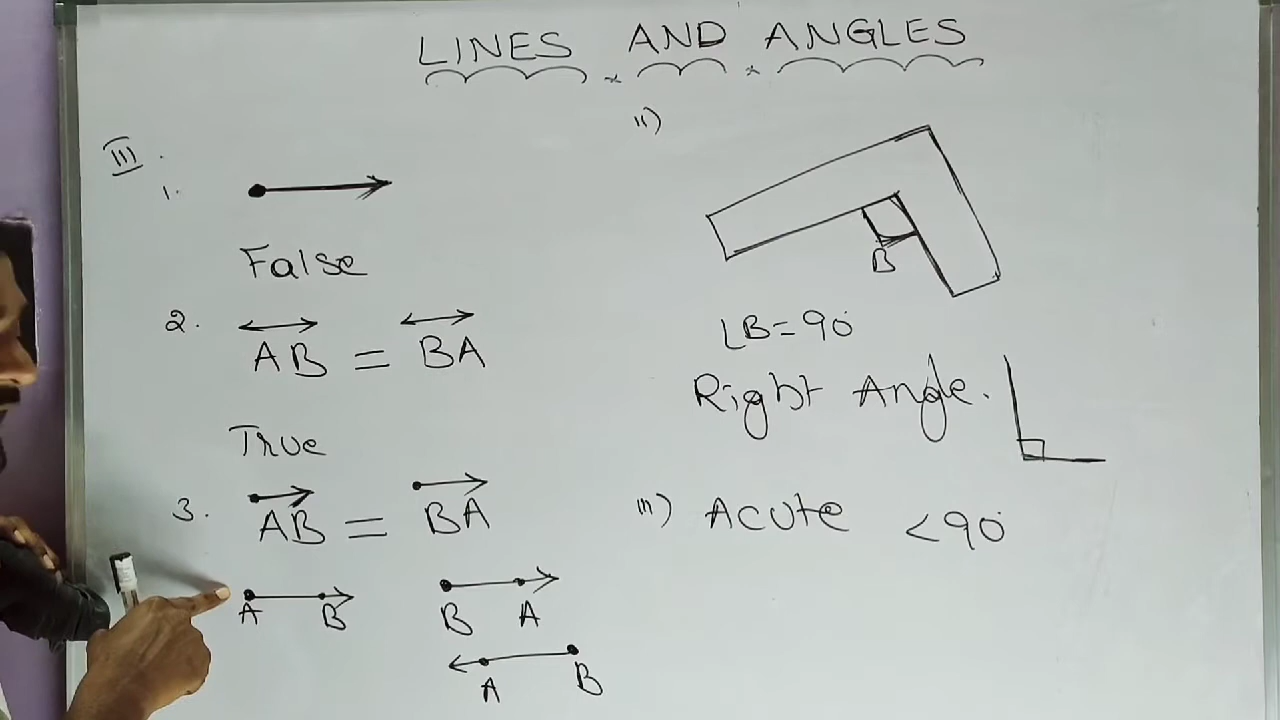 LINES AND ANGLES
III.
1.
False
2. AB = BA
True
3. AB = BA
A B
B A
A B
ii)
B
∠B = 90°
Right Angle.
iii) Acute < 90°